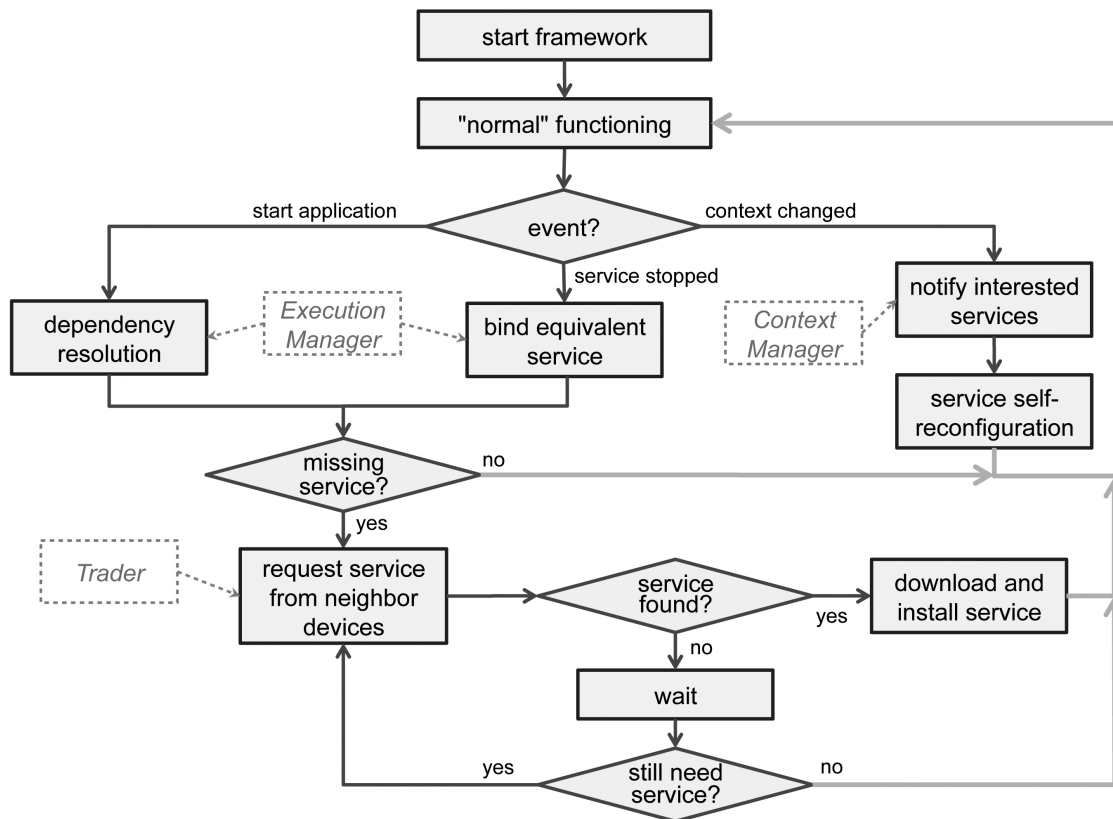 start framework
"normal" functioning
start application
event?
context changed
service stopped
dependency
resolution
Execution
Manager
bind equivalent
service
Context
Manager
notify interested
services
service self-
reconfiguration
missing
service?
no
yes
Trader
request service
from neighbor
devices
service
found?
yes
download and
install service
no
wait
yes
still need
service?
no